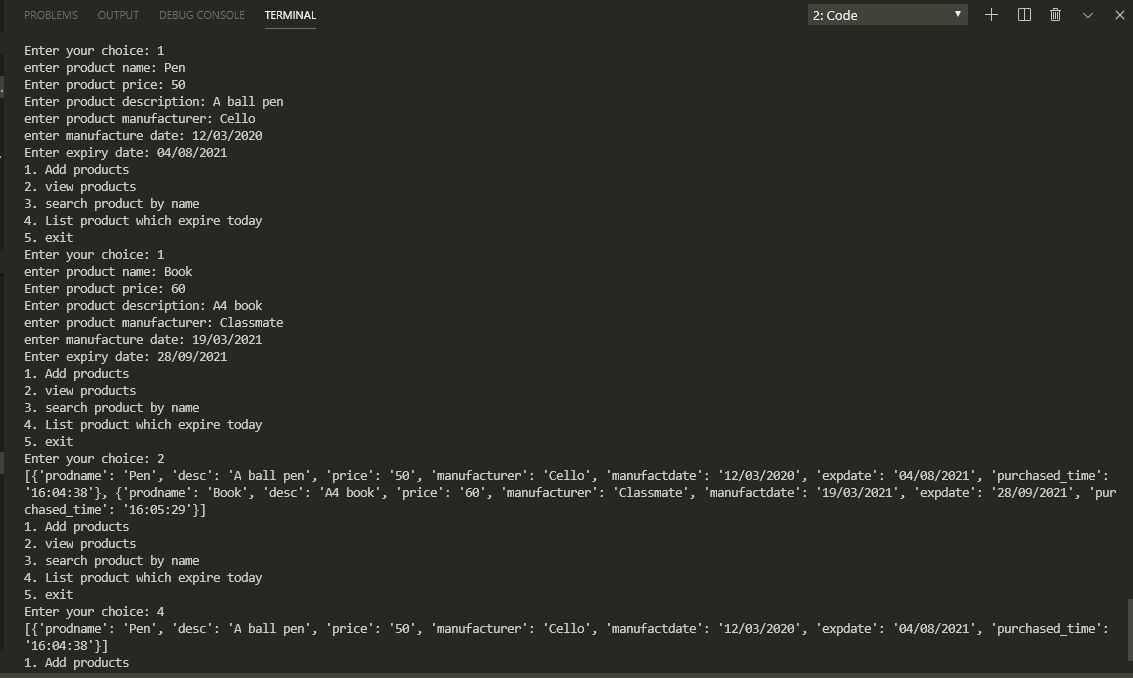 PROBLEMS OUTPUT DEBUG CONSOLE TERMINAL 2: Code
Enter your choice: 1
enter product name: Pen
Enter product price: 50
Enter product description: A ball pen
enter product manufacturer: Cello
enter manufacture date: 12/03/2020
Enter expiry date: 04/08/2021
1. Add products
2. view products
3. search product by name
4. List product which expire today
5. exit
Enter your choice: 1
enter product name: Book
Enter product price: 60
Enter product description: A4 book
enter product manufacturer: Classmate
enter manufacture date: 19/03/2021
Enter expiry date: 28/09/2021
1. Add products
2. view products
3. search product by name
4. List product which expire today
5. exit
Enter your choice: 2
[{'prodname': 'Pen', 'desc': 'A ball pen', 'price': '50', 'manufacturer': 'Cello', 'manufactdate': '12/03/2020', 'expdate': '04/08/2021', 'purchased_time':
'16:04:38'}, {'prodname': 'Book', 'desc': 'A4 book', 'price': '60', 'manufacturer': 'Classmate', 'manufactdate': '19/03/2021', 'expdate': '28/09/2021', 'pur
chased_time': '16:05:29'}]
1. Add products
2. view products
3. search product by name
4. List product which expire today
5. exit
Enter your choice: 4
[{'prodname': 'Pen', 'desc': 'A ball pen', 'price': '50', 'manufacturer': 'Cello', 'manufactdate': '12/03/2020', 'expdate': '04/08/2021', 'purchased_time':
'16:04:38'}]
1. Add products